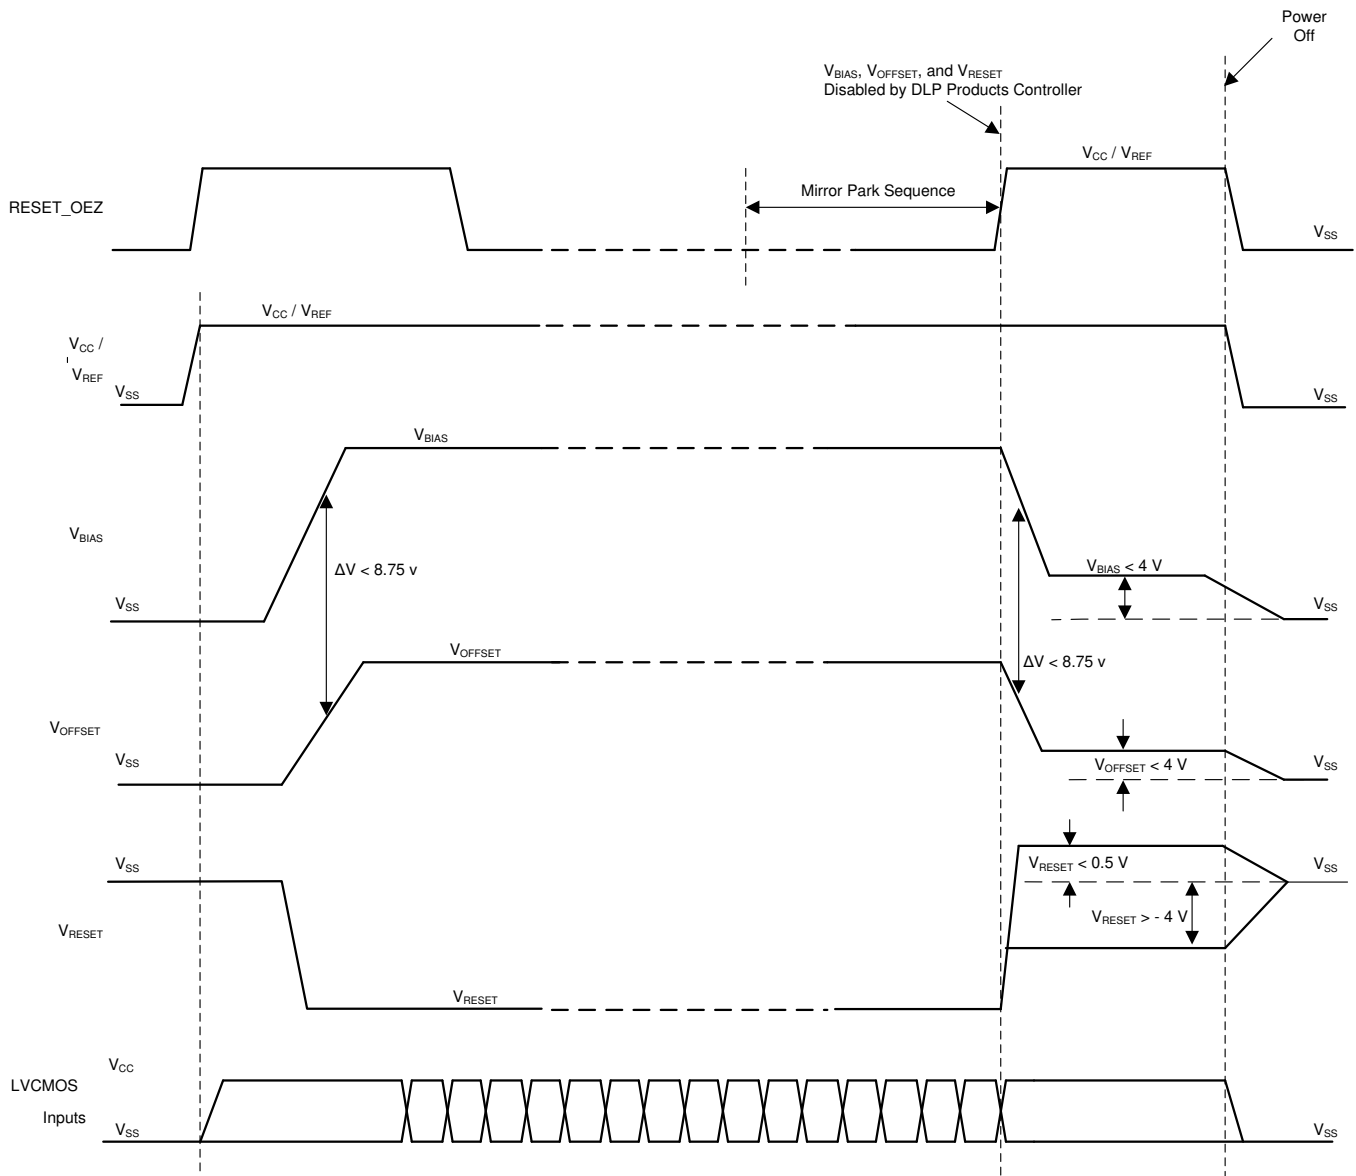 Power
Off
VBIAS, VOFFSET, and VRESET
Disabled by DLP Products Controller
VCC / VREF
Mirror Park Sequence
RESET_OEZ
VSS
VCC / VREF
VCC /
VREF
VSS
VSS
VBIAS
VBIAS
ΔV < 8.75 v
VBIAS < 4 V
VSS
VSS
VOFFSET
ΔV < 8.75 v
VOFFSET
VSS
VOFFSET < 4 V
VSS
VSS
VRESET < 0.5 V
VSS
VRESET > - 4 V
VRESET
VRESET
VCC
LVCMOS
Inputs
VSS
VSS